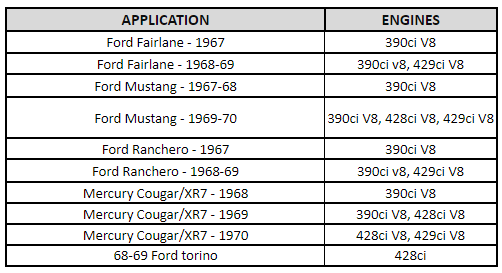 APPLICATION ENGINES
Ford Fairlane - 1967 390ci V8
Ford Fairlane - 1968-69 390ci v8, 429ci V8
Ford Mustang - 1967-68 390ci V8
Ford Mustang - 1969-70 390ci V8, 428ci V8, 429ci V8
Ford Ranchero - 1967 390ci V8
Ford Ranchero - 1968-69 390ci v8, 429ci V8
Mercury Cougar/XR7 - 1968 390ci V8
Mercury Cougar/XR7 - 1969 390ci V8, 428ci V8
Mercury Cougar/XR7 - 1970 428ci V8, 429ci V8
68-69 Ford torino 428ci